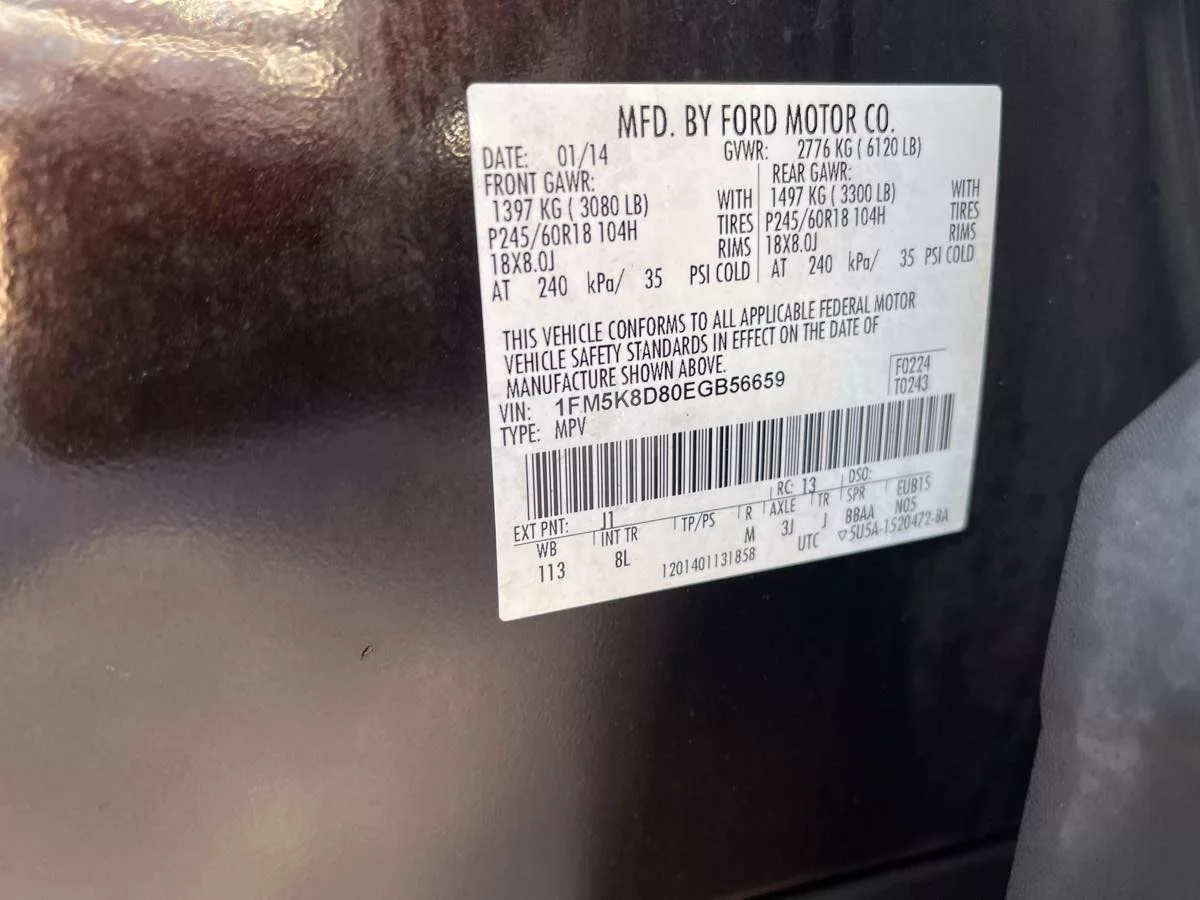 MFD. BY FORD MOTOR CO.
DATE: 01/14 GVWR: 2776 KG ( 6120 LB)
FRONT GAWR: REAR GAWR:
1397 KG ( 3080 LB) WITH 1497 KG ( 3300 LB) WITH
P245/60R18 104H TIRES P245/60R18 104H TIRES
18X8.0J RIMS 18X8.0J RIMS
AT 240 kPa/ 35 PSI COLD AT 240 kPa/ 35 PSI COLD
THIS VEHICLE CONFORMS TO ALL APPLICABLE FEDERAL MOTOR
VEHICLE SAFETY STANDARDS IN EFFECT ON THE DATE OF
MANUFACTURE SHOWN ABOVE.
F0224
VIN: 1FM5K8D80EGB56659 T0243
TYPE: MPV
RC: 13 DSO:
EXT PNT: J1
WB INT TR TP/PS R AXLE TR SPR EUB1S
113 8L M 3J J BBAA N05
1201401131858 UTC ▽5U5A-1520472-BA